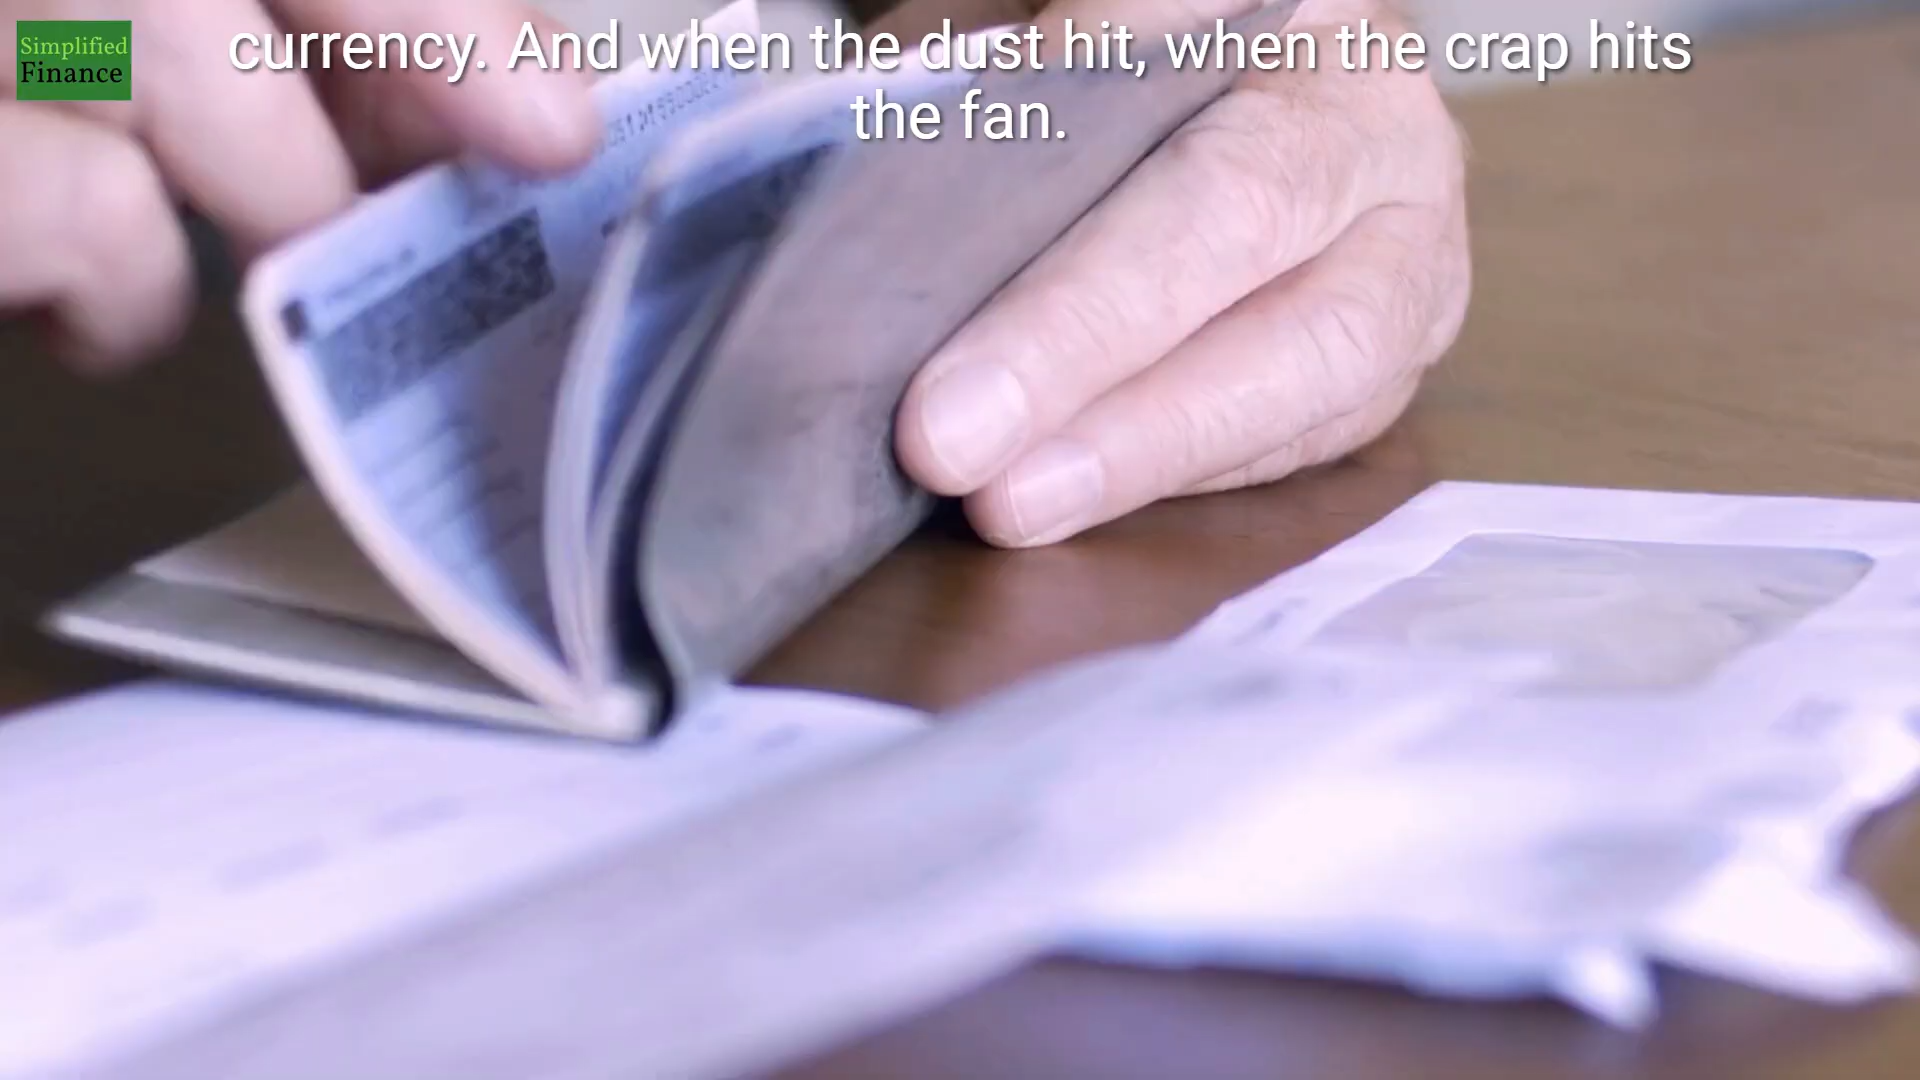 Simplified
Finance
currency. And when the dust hit, when the crap hits
the fan.